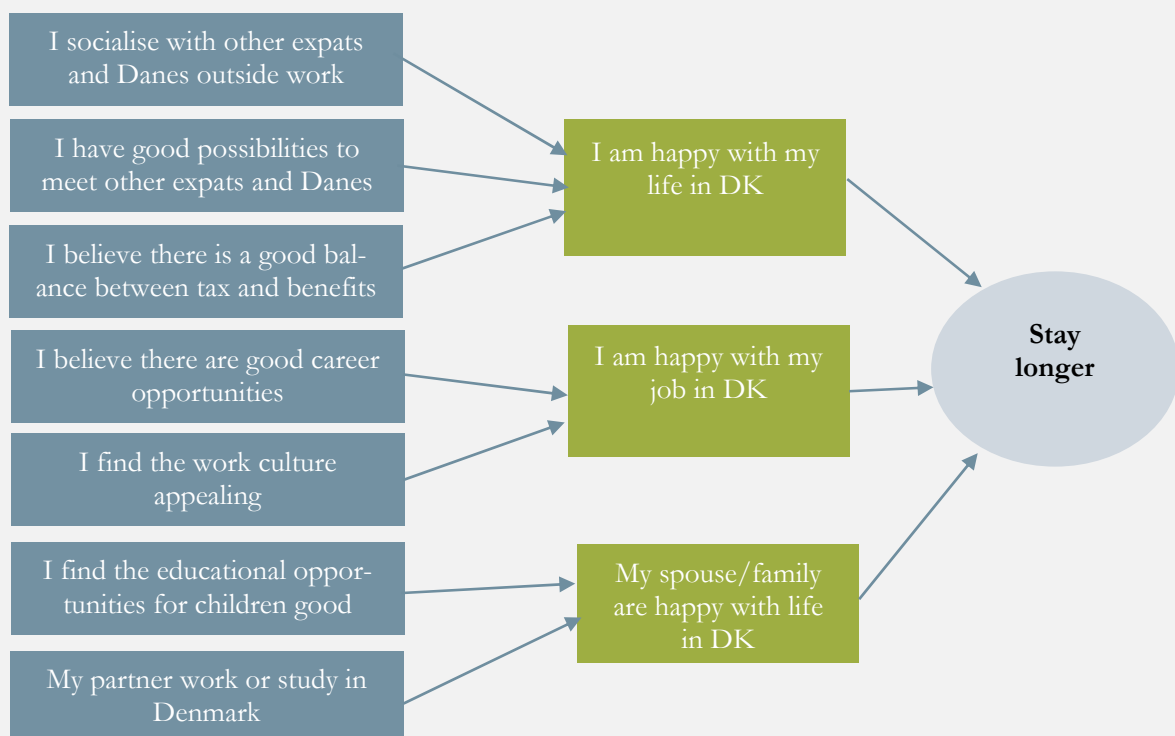 I socialise with other expats
and Danes outside work
I have good possibilities to
meet other expats and Danes
I believe there is a good bal-
ance between tax and benefits
I believe there are good career
opportunities
I find the work culture
appealing
I find the educational oppor-
tunities for children good
My partner work or study in
Denmark
I am happy with my
life in DK
I am happy with my
job in DK
My spouse/family
are happy with life
in DK
Stay
longer